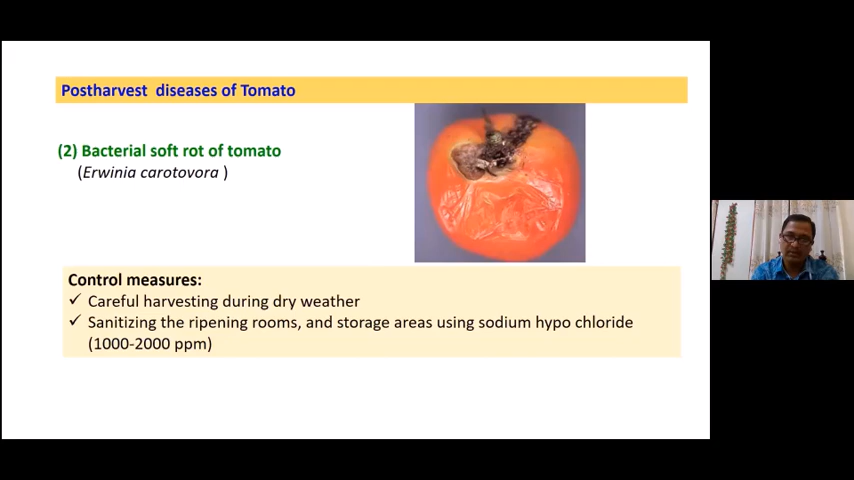 Postharvest diseases of Tomato
(2) Bacterial soft rot of tomato
(Erwinia carotovora )
Control measures:
✓ Careful harvesting during dry weather
✓ Sanitizing the ripening rooms, and storage areas using sodium hypo chloride
(1000-2000 ppm)